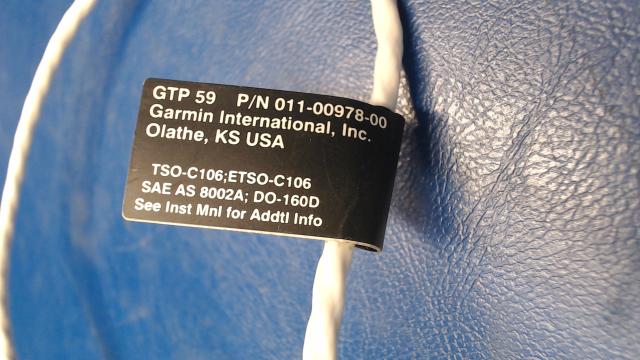 GTP 59 P/N 011-00978-00
Garmin International, Inc.
Olathe, KS USA
TSO-C106;ETSO-C106
SAE AS 8002A; DO-160D
See Inst Mnl for Addtl Info